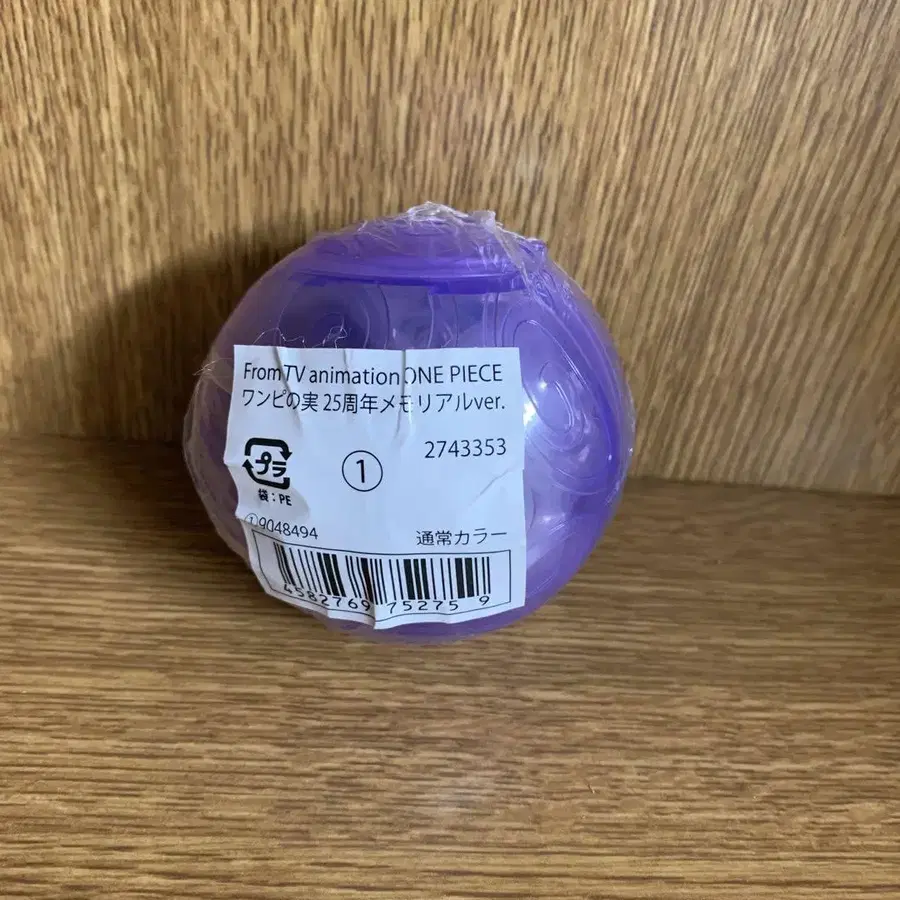 From TV animation ONE PIECE
ワンピの実 25周年メモリアルver.
2743353
プラ
①
袋：PE
①9048494
通常カラー
4582769 75275 9